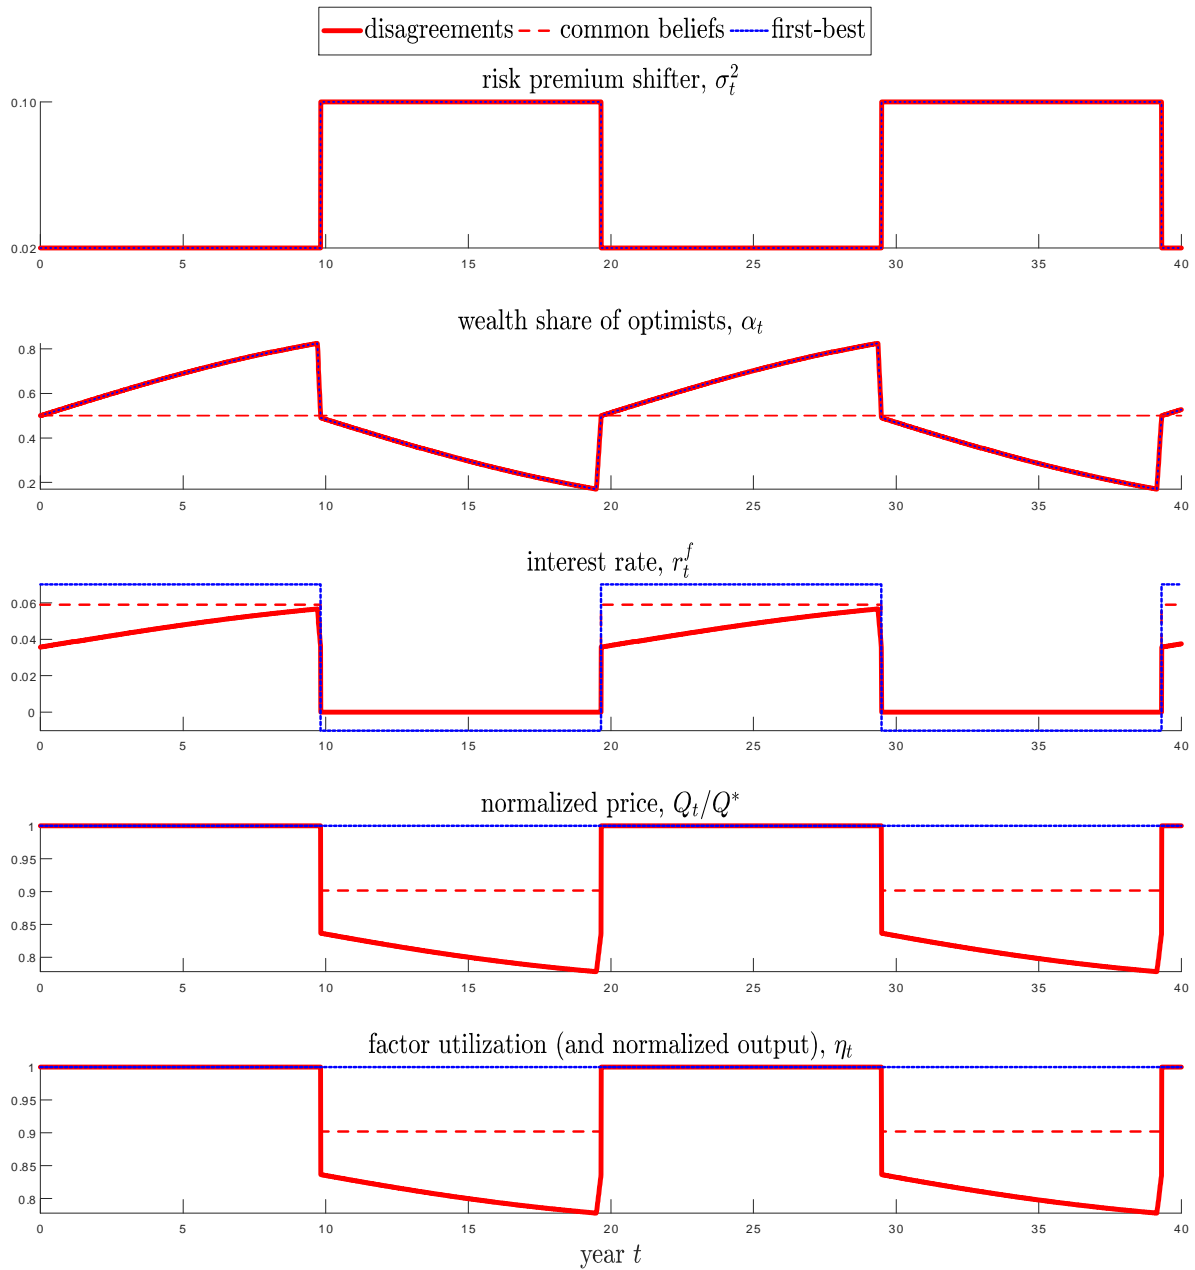 disagreements common beliefs first-best
risk premium shifter, σ_t^2
0.10
0.02
0 5 10 15 20 25 30 35 40
wealth share of optimists, α_t
0.8
0.6
0.4
0.2
0 5 10 15 20 25 30 35 40
interest rate, r_t^f
0.06
0.04
0.02
0
0 5 10 15 20 25 30 35 40
normalized price, Q_t/Q*
1
0.95
0.9
0.85
0.8
0 5 10 15 20 25 30 35 40
factor utilization (and normalized output), η_t
1
0.95
0.9
0.85
0.8
0 5 10 15 20 25 30 35 40
year t